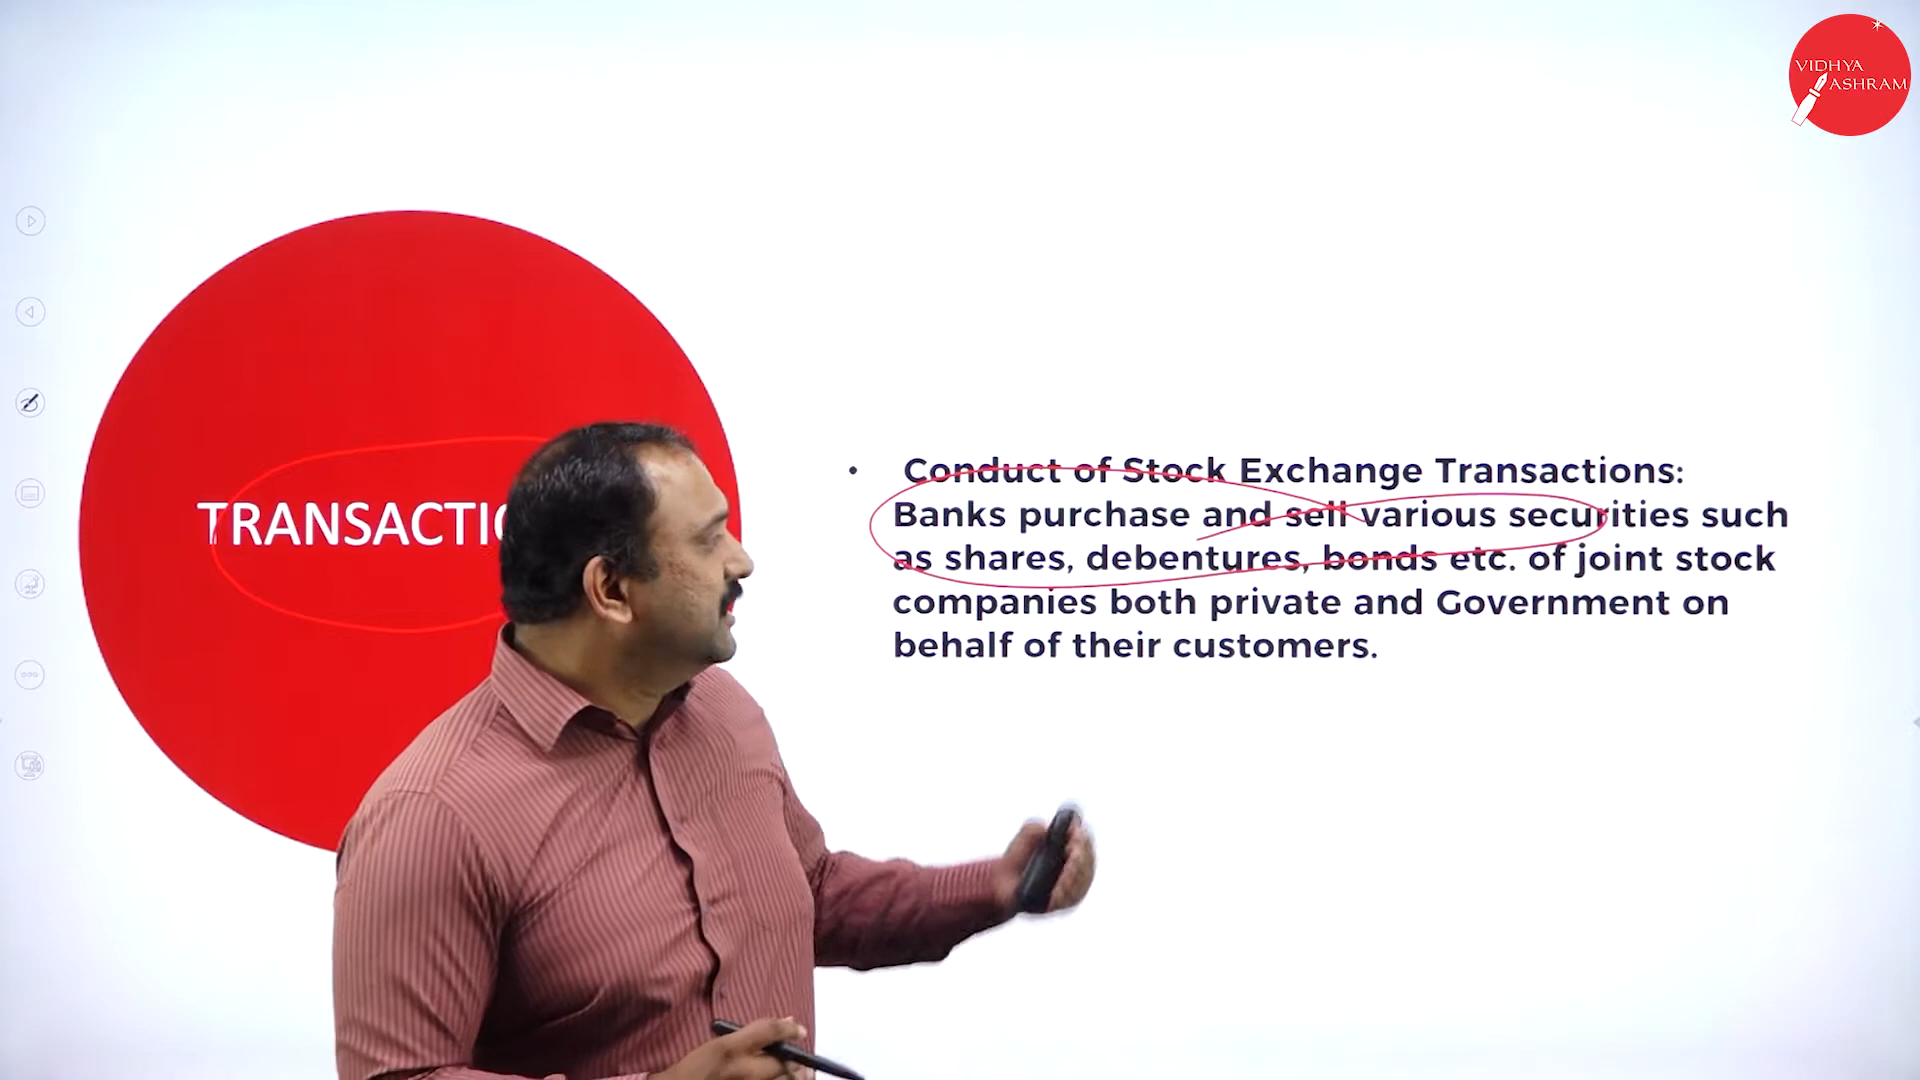 VIDHYA
ASHRAM
TRANSACTIO
• Conduct of Stock Exchange Transactions:
Banks purchase and sell various securities such
as shares, debentures, bonds etc. of joint stock
companies both private and Government on
behalf of their customers.